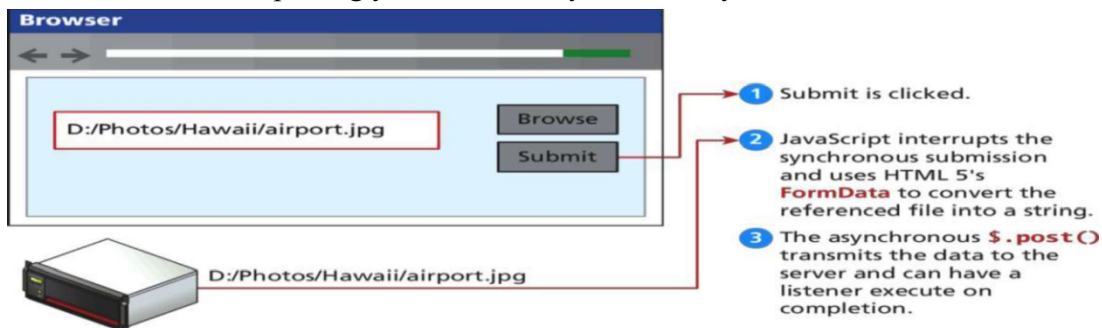 Browser
D:/Photos/Hawaii/airport.jpg
Browse
Submit
1 Submit is clicked.
2 JavaScript interrupts the
synchronous submission
and uses HTML 5's
FormData to convert the
referenced file into a string.
3 The asynchronous $.post()
transmits the data to the
server and can have a
listener execute on
completion.
D:/Photos/Hawaii/airport.jpg